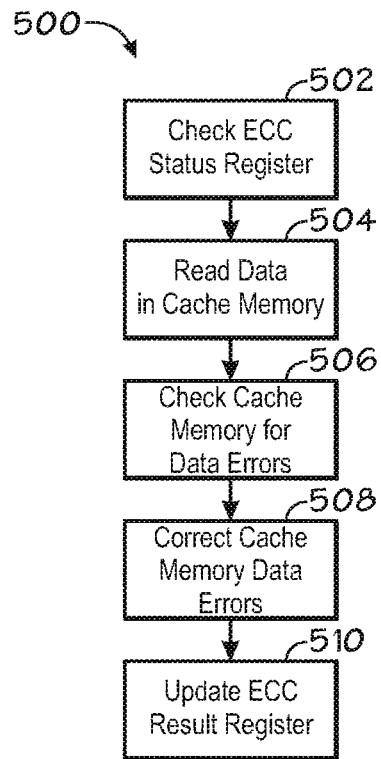 500
502
Check ECC
Status Register
504
Read Data
in Cache Memory
506
Check Cache
Memory for
Data Errors
508
Correct Cache
Memory Data
Errors
510
Update ECC
Result Register